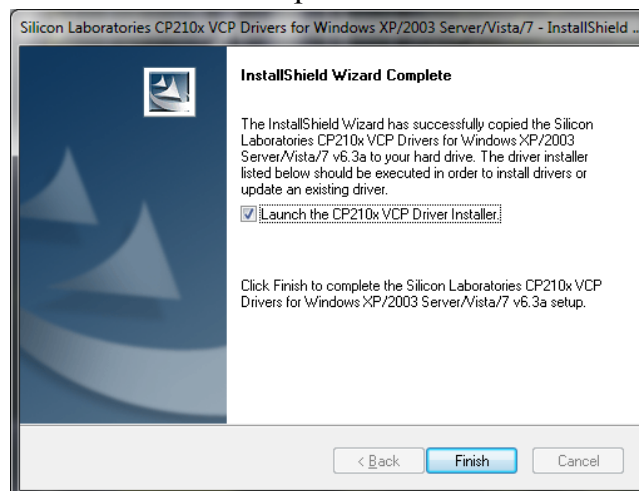 Silicon Laboratories CP210x VCP Drivers for Windows XP/2003 Server/Vista/7 - InstallShield ...
InstallShield Wizard Complete
The InstallShield Wizard has successfully copied the Silicon
Laboratories CP210x VCP Drivers for Windows XP/2003
Server/Vista/7 v6.3a to your hard drive. The driver installer
listed below should be executed in order to install drivers or
update an existing driver.
Launch the CP210x VCP Driver Installer.
Click Finish to complete the Silicon Laboratories CP210x VCP
Drivers for Windows XP/2003 Server/Vista/7 v6.3a setup.
< Back Finish Cancel